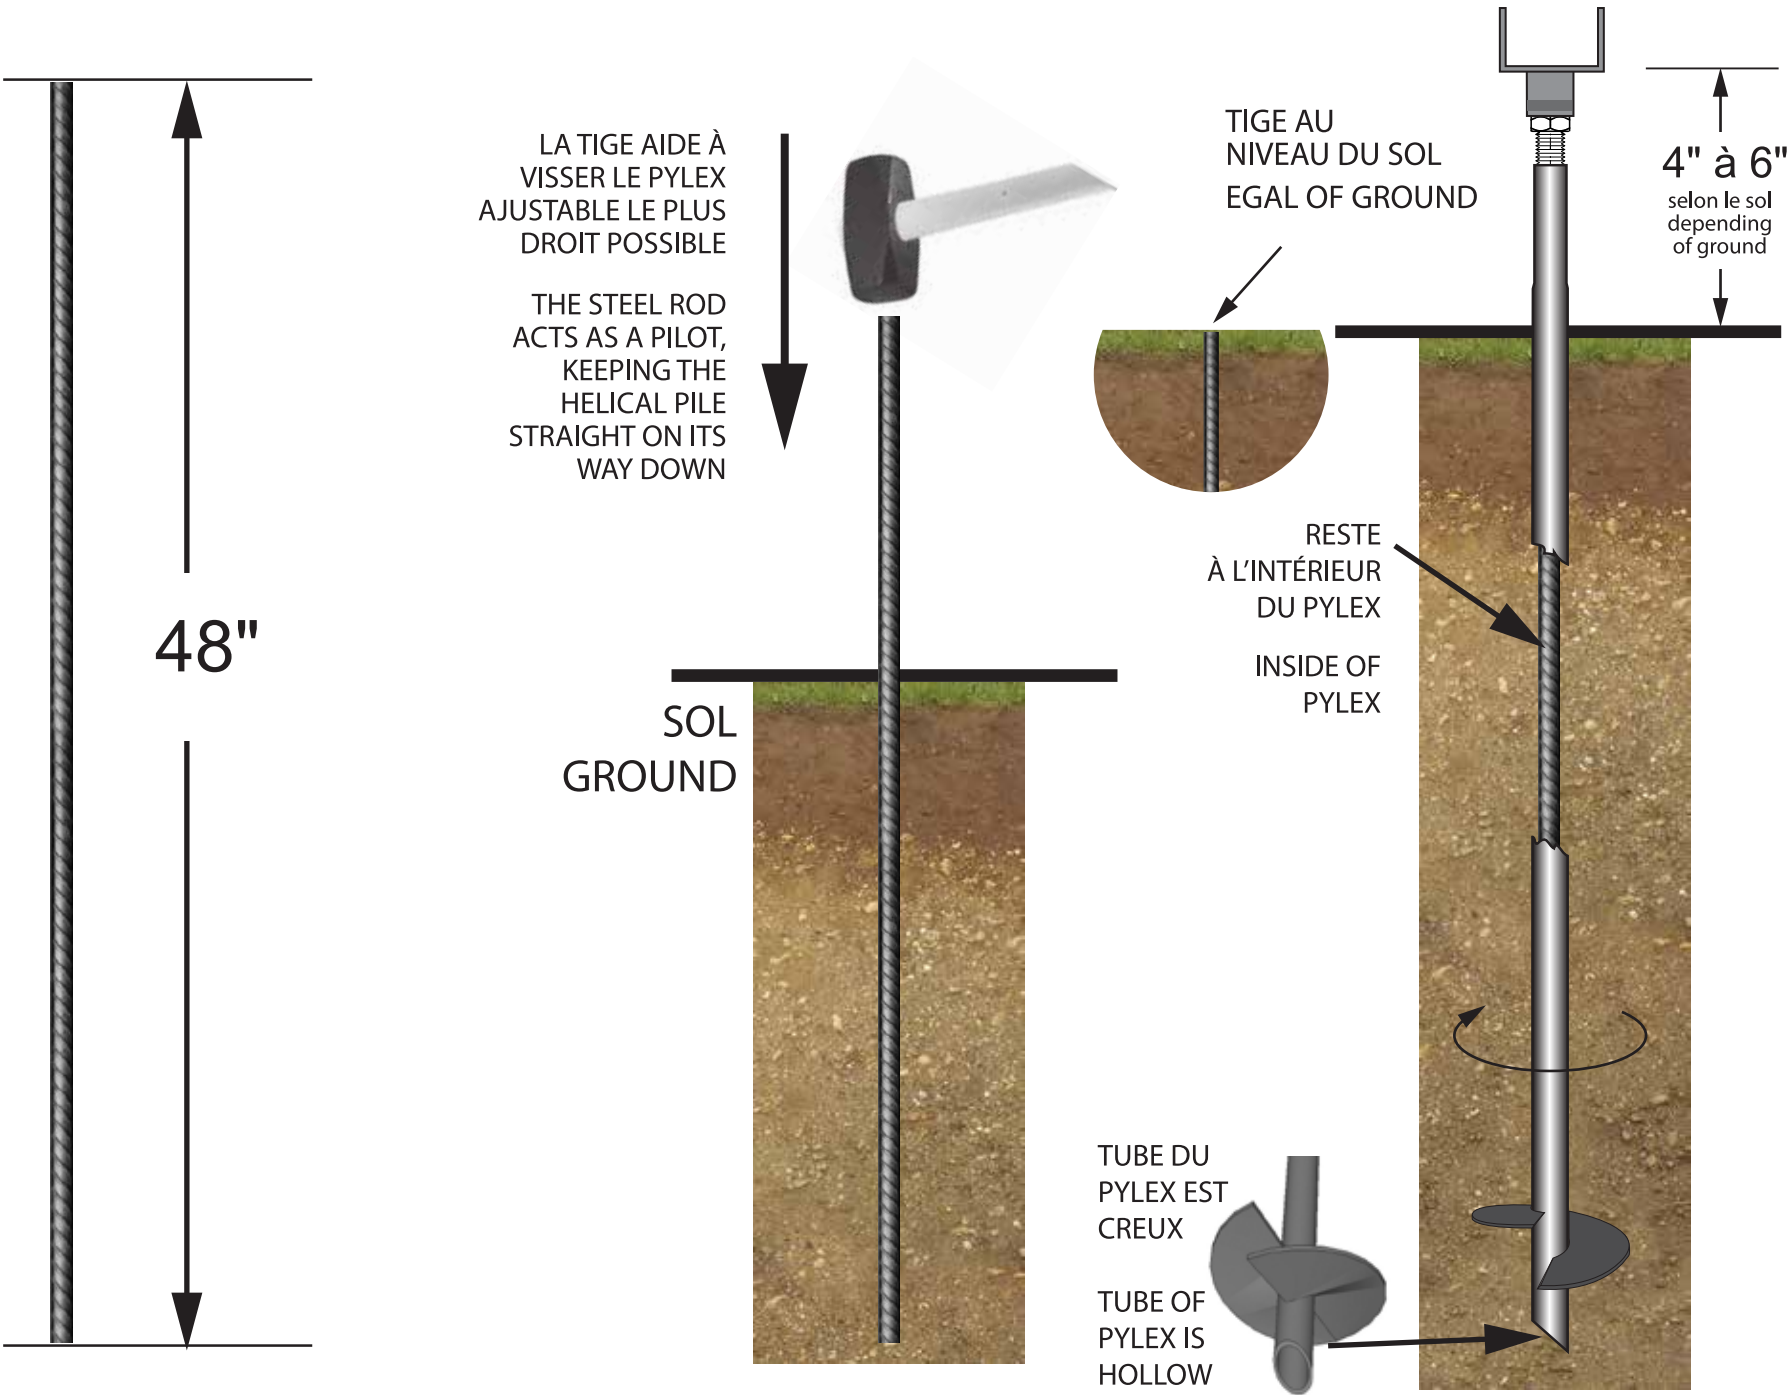 48"
LA TIGE AIDE À
VISSER LE PYLEX
AJUSTABLE LE PLUS
DROIT POSSIBLE
THE STEEL ROD
ACTS AS A PILOT,
KEEPING THE
HELICAL PILE
STRAIGHT ON ITS
WAY DOWN
SOL
GROUND
TIGE AU
NIVEAU DU SOL
EGAL OF GROUND
4" à 6"
selon le sol
depending
of ground
RESTE
À L'INTÉRIEUR
DU PYLEX
INSIDE OF
PYLEX
TUBE DU
PYLEX EST
CREUX
TUBE OF
PYLEX IS
HOLLOW